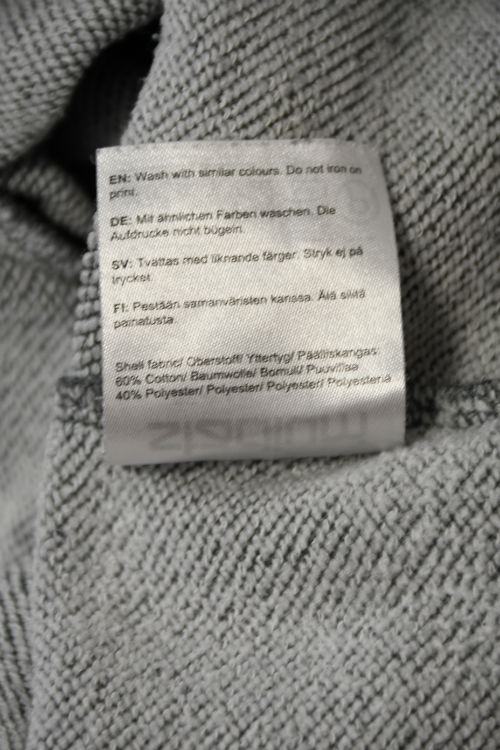 EN: Wash with similar colours. Do not iron on
print.
DE: Mit ähnlichen Farben waschen. Die
Aufdrucke nicht bügeln.
SV: Tvättas med liknande färger. Stryk ej på
trycket.
FI: Pestään samanväristen kanssa. Älä silitä
painatusta.
Shell fabric/ Oberstoff/ Yttertyg/ Päällikangas:
60% Cotton/ Baumwolle/ Bomull/ Puuvillaa
40% Polyester/ Polyester/ Polyester/ Polyesteriä